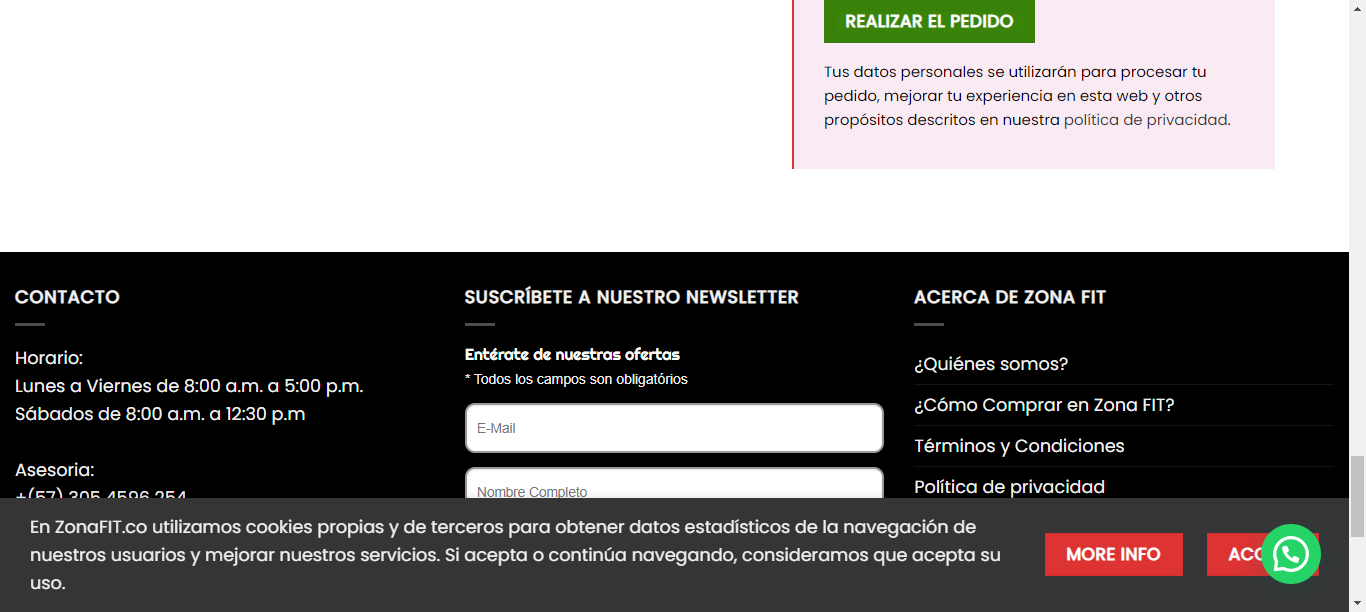 REALIZAR EL PEDIDO
Tus datos personales se utilizarán para procesar tu
pedido, mejorar tu experiencia en esta web y otros
propósitos descritos en nuestra política de privacidad.
CONTACTO
Horario:
Lunes a Viernes de 8:00 a.m. a 5:00 p.m.
Sábados de 8:00 a.m. a 12:30 p.m
Asesoria:
+(57) 305 4596 254
SUSCRÍBETE A NUESTRO NEWSLETTER
Entérate de nuestras ofertas
* Todos los campos son obligatórios
E-Mail
Nombre Completo
ACERCA DE ZONA FIT
¿Quiénes somos?
¿Cómo Comprar en Zona FIT?
Términos y Condiciones
Política de privacidad
En ZonaFIT.co utilizamos cookies propias y de terceros para obtener datos estadísticos de la navegación de
nuestros usuarios y mejorar nuestros servicios. Si acepta o continúa navegando, consideramos que acepta su
uso.
MORE INFO